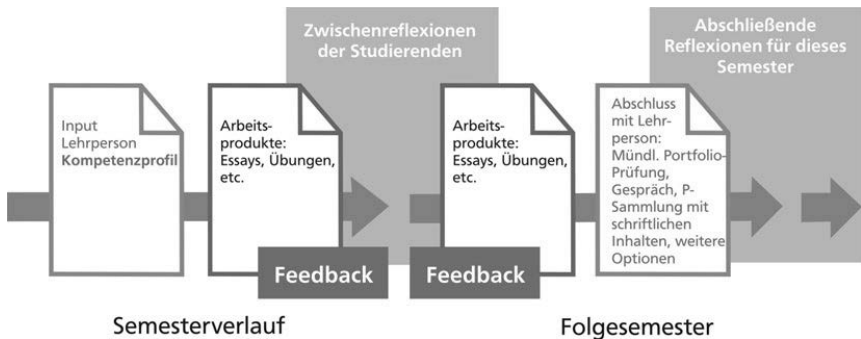 Zwischenreflexionen
der Studierenden
Abschließende
Reflexionen für dieses
Semester
Input
Lehrperson
Kompetenzprofil
Arbeits-
produkte:
Essays, Übungen,
etc.
Feedback
Arbeits-
produkte:
Essays, Übungen,
etc.
Feedback
Abschluss
mit Lehr-
person:
Mündl. Portfolio-
Prüfung,
Gespräch, P-
Sammlung mit
schriftlichen
Inhalten, weitere
Optionen
Semesterverlauf
Folgesemester